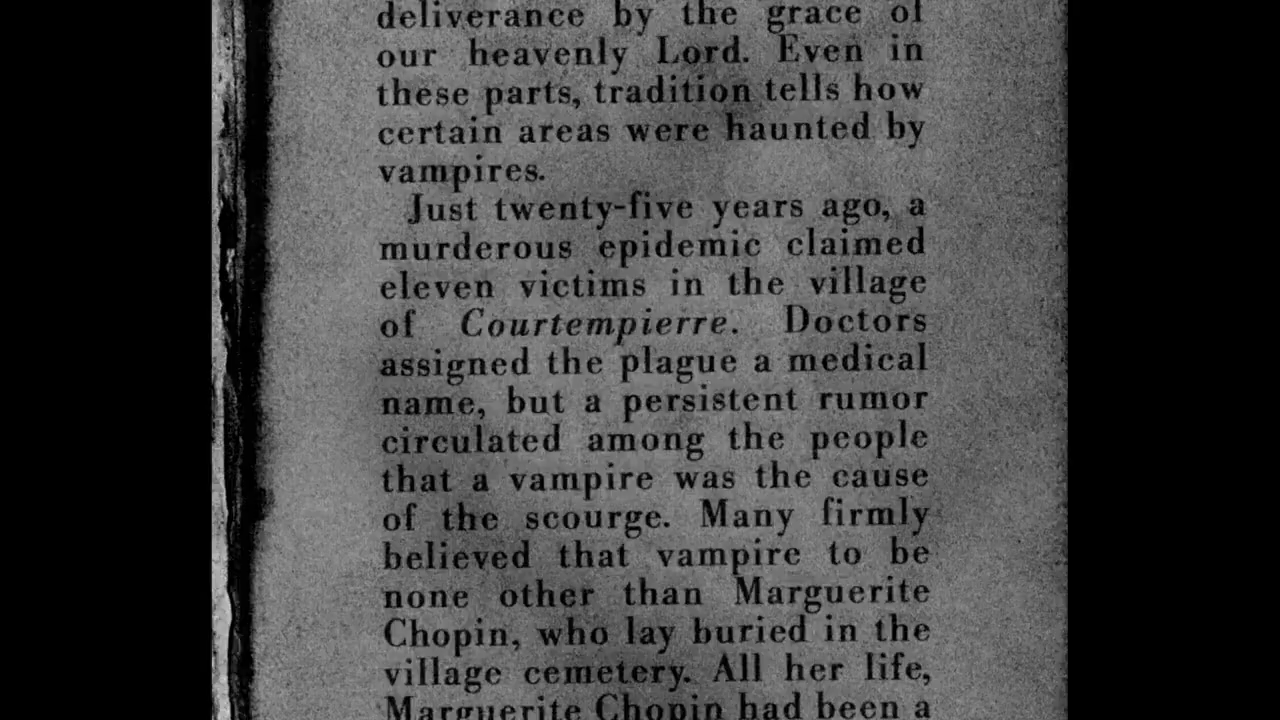 deliverance by the grace of
our heavenly Lord. Even in
these parts, tradition tells how
certain areas were haunted by
vampires.
Just twenty-five years ago, a
murderous epidemic claimed
eleven victims in the village
of Courtempierre. Doctors
assigned the plague a medical
name, but a persistent rumor
circulated among the people
that a vampire was the cause
of the scourge. Many firmly
believed that vampire to be
none other than Marguerite
Chopin, who lay buried in the
village cemetery. All her life,
Marguerite Chopin had been a